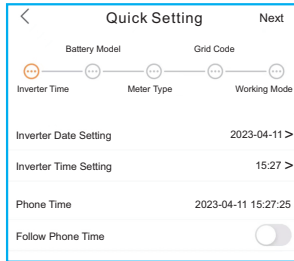 Quick Setting Next
Battery Model Grid Code
Inverter Time Meter Type Working Mode
Inverter Date Setting 2023-04-11 >
Inverter Time Setting 15:27 >
Phone Time 2023-04-11 15:27:25
Follow Phone Time